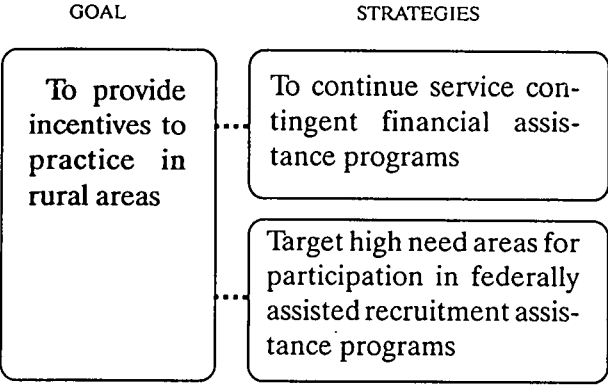 GOAL
STRATEGIES
To provide
incentives to
practice in
rural areas
To continue service con-
tingent financial assis-
tance programs
Target high need areas for
participation in federally
assisted recruitment assis-
tance programs